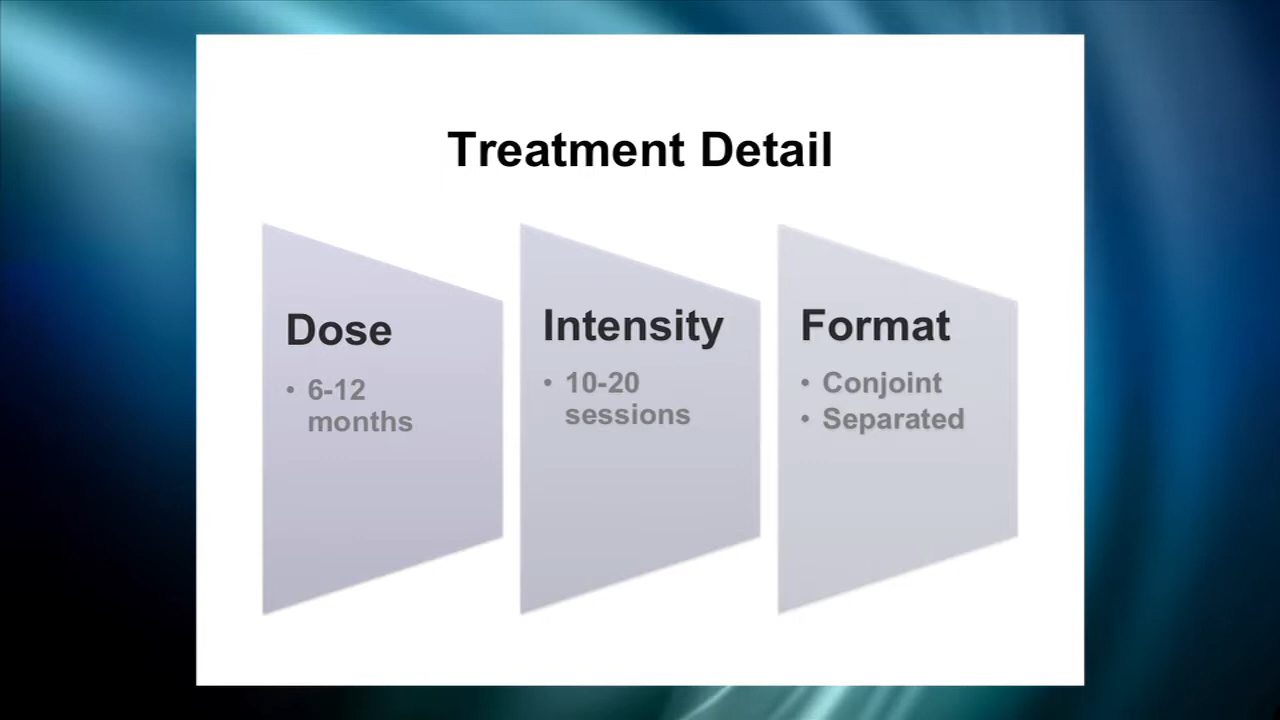 Treatment Detail
Dose
• 6-12
months
Intensity
• 10-20
sessions
Format
• Conjoint
• Separated